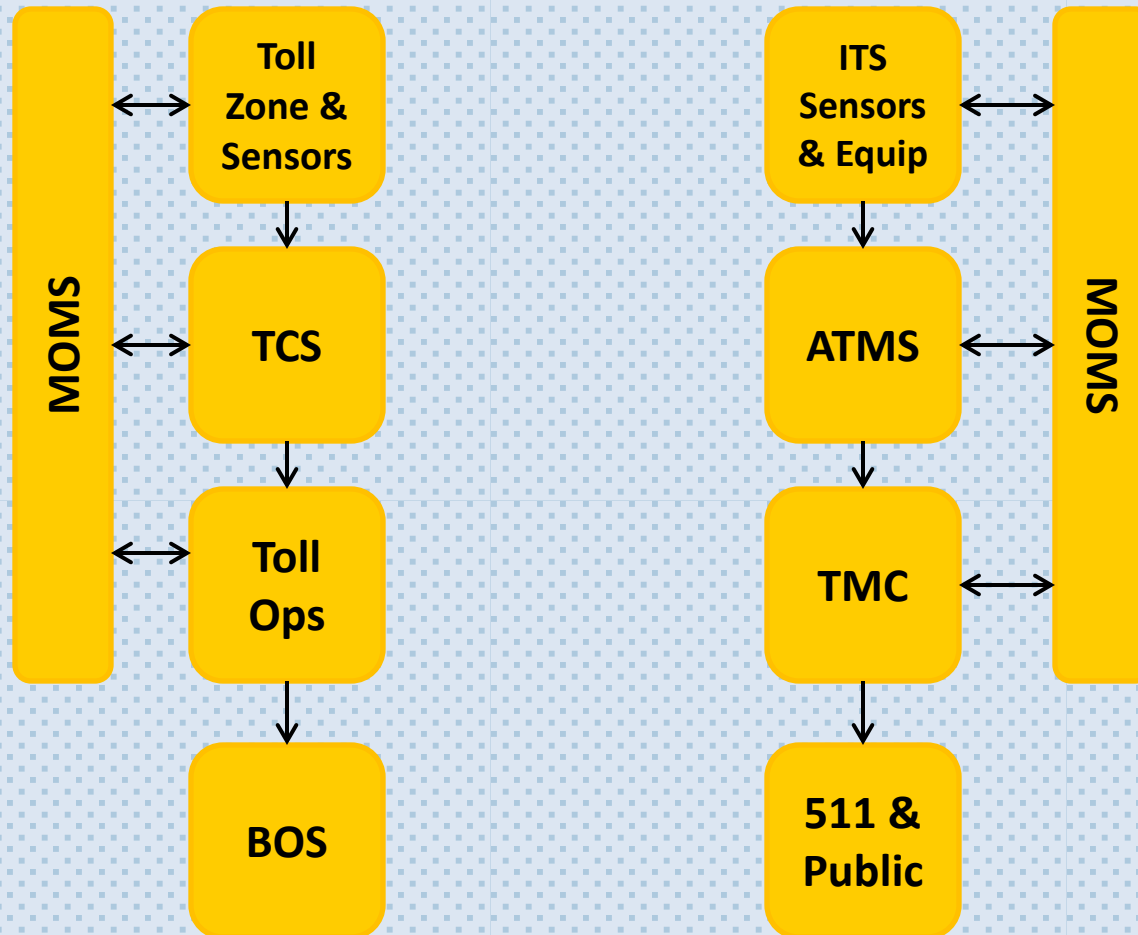 MOMS
Toll
Zone &
Sensors
TCS
Toll
Ops
BOS
ITS
Sensors
& Equip
ATMS
TMC
511 &
Public
MOMS